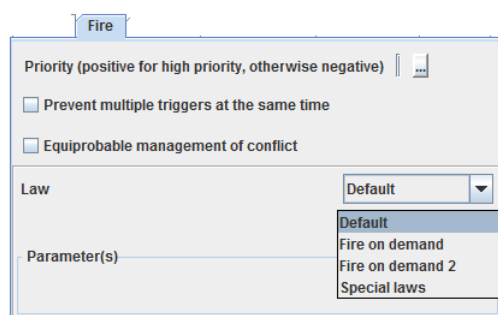 Fire
Priority (positive for high priority, otherwise negative) ...
Prevent multiple triggers at the same time
Equiprobable management of conflict
Law Default
Default
Fire on demand
Parameter(s)
Fire on demand 2
Special laws